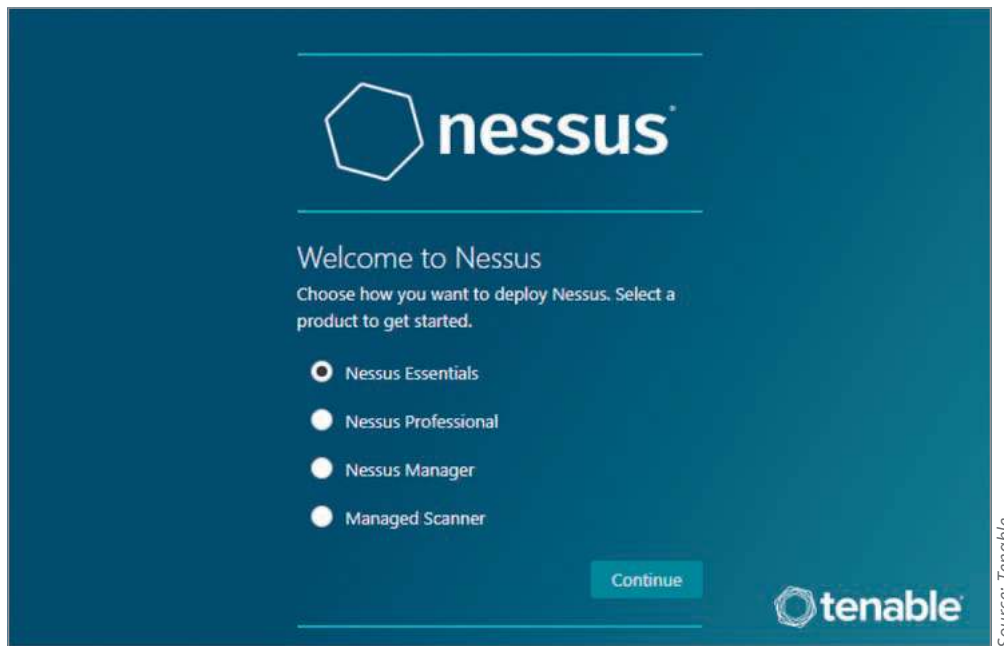 nessus
Welcome to Nessus
Choose how you want to deploy Nessus. Select a
product to get started.
Nessus Essentials
Nessus Professional
Nessus Manager
Managed Scanner
Continue
tenable
Source: Tenable